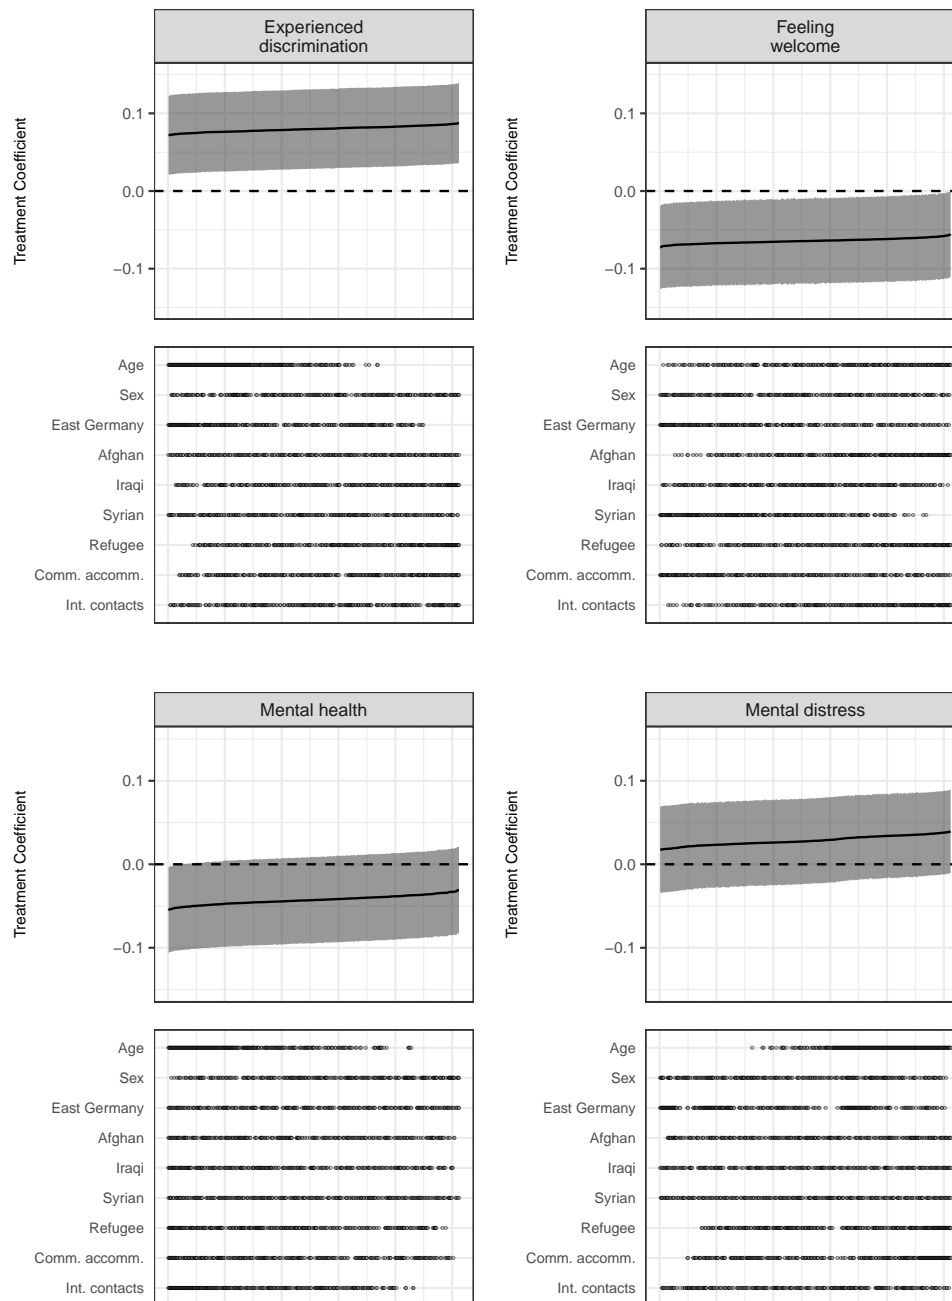 Experienced
discrimination
Treatment Coefficient
0.1
0.0
−0.1
Age
Sex
East Germany
Afghan
Iraqi
Syrian
Refugee
Comm. accomm.
Int. contacts
Feeling
welcome
Treatment Coefficient
0.1
0.0
−0.1
Age
Sex
East Germany
Afghan
Iraqi
Syrian
Refugee
Comm. accomm.
Int. contacts
Mental health
Treatment Coefficient
0.1
0.0
−0.1
Age
Sex
East Germany
Afghan
Iraqi
Syrian
Refugee
Comm. accomm.
Int. contacts
Mental distress
Treatment Coefficient
0.1
0.0
−0.1
Age
Sex
East Germany
Afghan
Iraqi
Syrian
Refugee
Comm. accomm.
Int. contacts